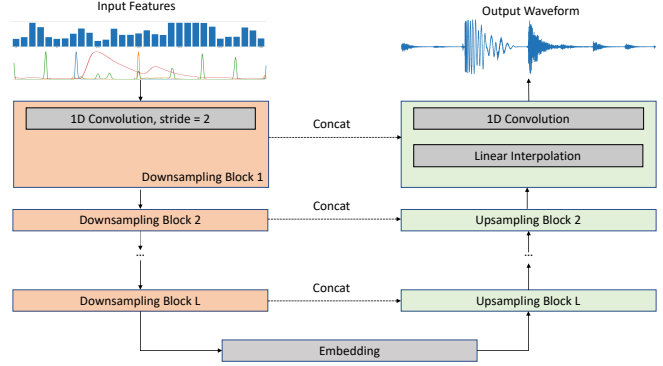 Input Features
Output Waveform
1D Convolution, stride = 2
Downsampling Block 1
Concat
1D Convolution
Linear Interpolation
Downsampling Block 2
Concat
Upsampling Block 2
...
...
Downsampling Block L
Concat
Upsampling Block L
Embedding